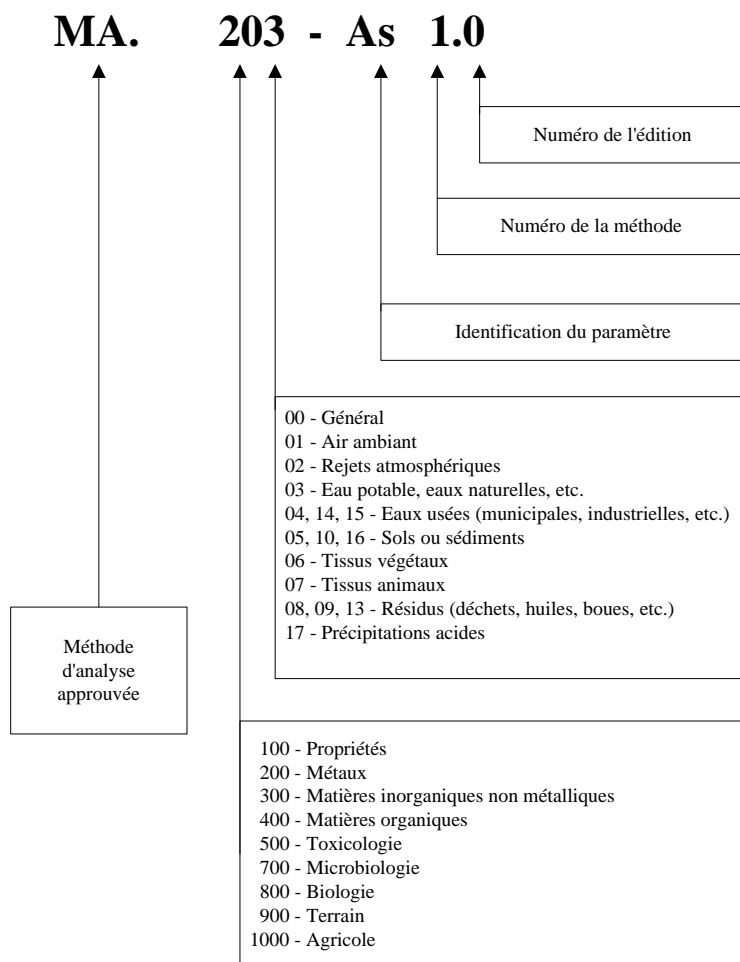 MA. 203 - As 1.0
Numéro de l'édition
Numéro de la méthode
Identification du paramètre
00 - Général
01 - Air ambiant
02 - Rejets atmosphériques
03 - Eau potable, eaux naturelles, etc.
04, 14, 15 - Eaux usées (municipales, industrielles, etc.)
05, 10, 16 - Sols ou sédiments
06 - Tissus végétaux
07 - Tissus animaux
08, 09, 13 - Résidus (déchets, huiles, boues, etc.)
17 - Précipitations acides
Méthode
d'analyse
approuvée
100 - Propriétés
200 - Métaux
300 - Matières inorganiques non métalliques
400 - Matières organiques
500 - Toxicologie
700 - Microbiologie
800 - Biologie
900 - Terrain
1000 - Agricole